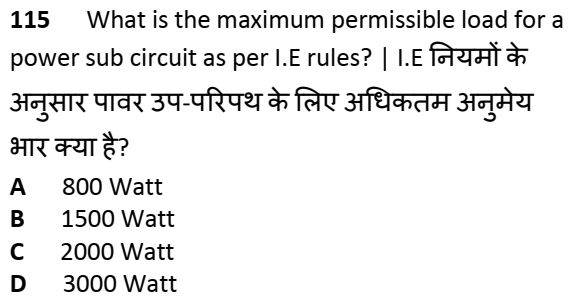 115 What is the maximum permissible load for a
power sub circuit as per I.E rules? | I.E नियमों के
अनुसार पावर उप-परिपथ के लिए अधिकतम अनुमेय
भार क्या है?
A 800 Watt
B 1500 Watt
C 2000 Watt
D 3000 Watt